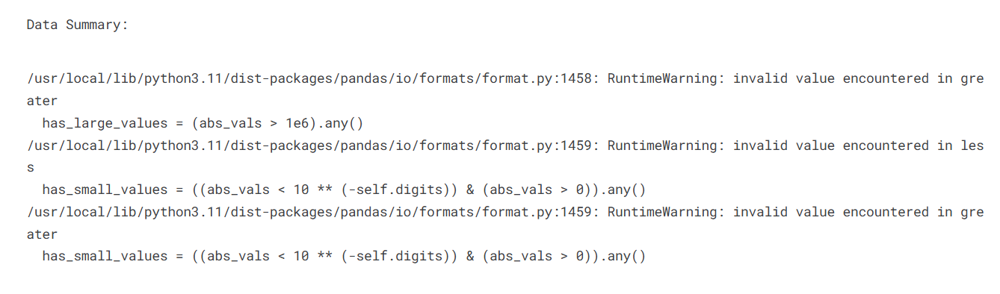 Data Summary:
/usr/local/lib/python3.11/dist-packages/pandas/io/formats/format.py:1458: RuntimeWarning: invalid value encountered in gre
ater
  has_large_values = (abs_vals > 1e6).any()
/usr/local/lib/python3.11/dist-packages/pandas/io/formats/format.py:1459: RuntimeWarning: invalid value encountered in les
s
  has_small_values = ((abs_vals < 10 ** (-self.digits)) & (abs_vals > 0)).any()
/usr/local/lib/python3.11/dist-packages/pandas/io/formats/format.py:1459: RuntimeWarning: invalid value encountered in gre
ater
  has_small_values = ((abs_vals < 10 ** (-self.digits)) & (abs_vals > 0)).any()